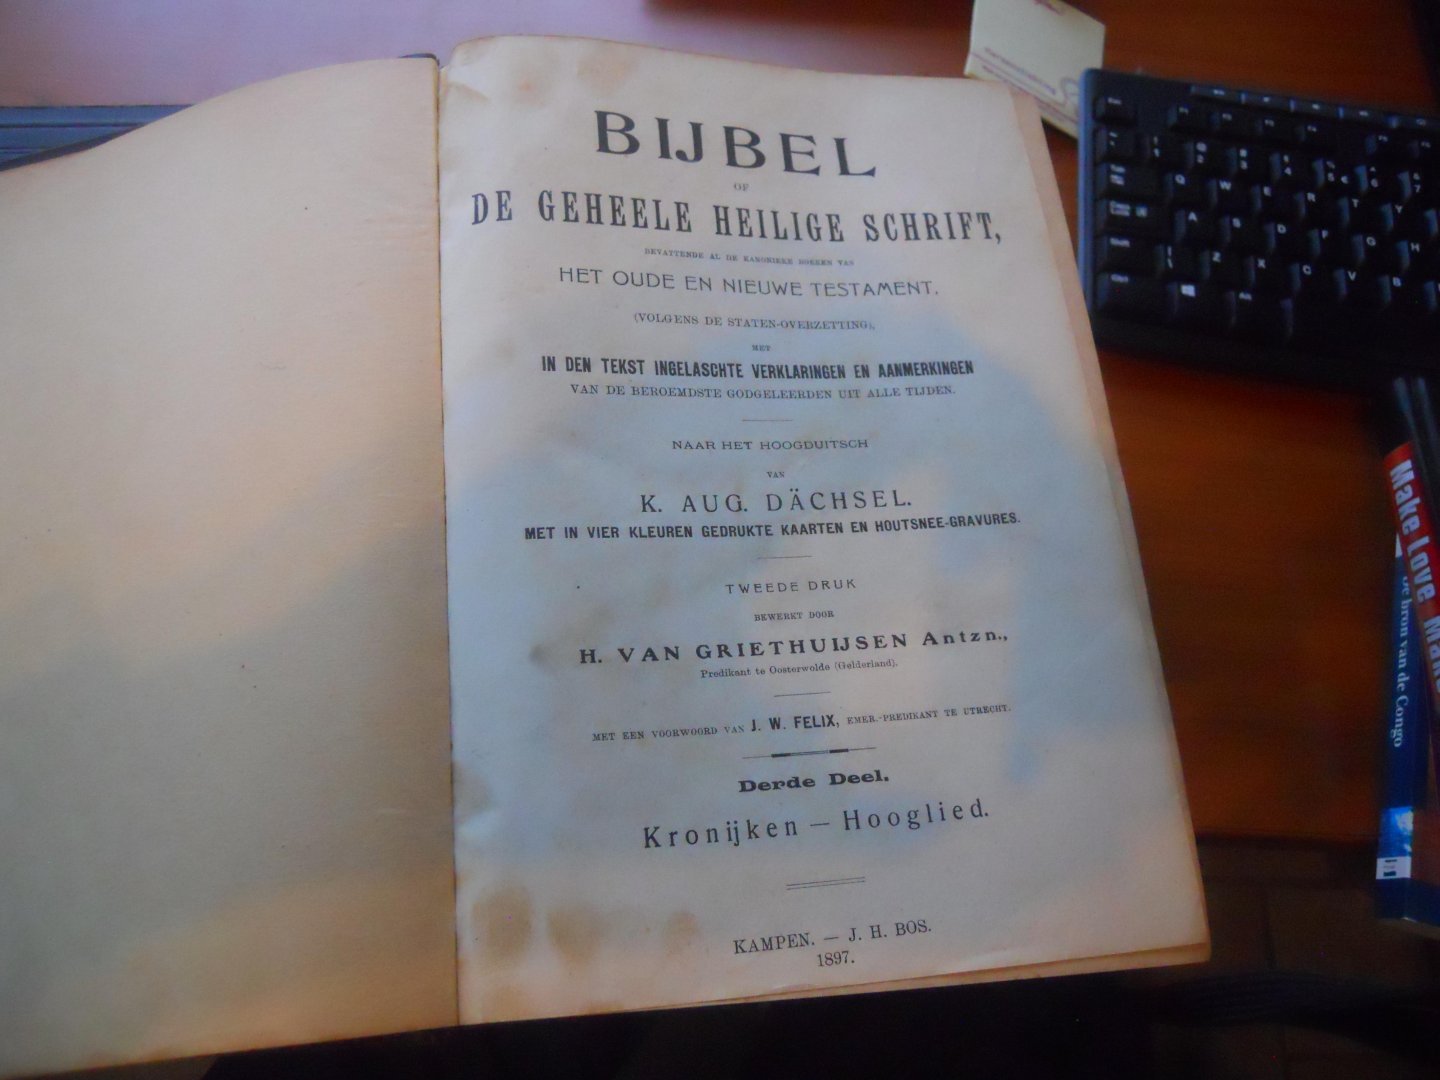 BIJBEL
OF
DE GEHEELE HEILIGE SCHRIFT,
BEVATTENDE AL DE KANONIEKE BOEKEN VAN
HET OUDE EN NIEUWE TESTAMENT.
(VOLGENS DE STATEN-OVERZETTING),
MET
IN DEN TEKST INGELASCHTE VERKLARINGEN EN AANMERKINGEN
VAN DE BEROEMDSTE GODGELEERDEN UIT ALLE TIJDEN.
NAAR HET HOOGDUITSCH
VAN
K. AUG. DÄCHSEL.
MET IN VIER KLEUREN GEDRUKTE KAARTEN EN HOUTSNEE-GRAVURES.
TWEEDE DRUK
BEWERKT DOOR
H. VAN GRIETHUIJSEN Antzn.,
Predikant te Oosterwolde (Gelderland).
MET EEN VOORWOORD VAN J. W. FELIX, EMER.-PREDIKANT TE UTRECHT.
Derde Deel.
Kronijken — Hooglied.
KAMPEN. — J. H. BOS.
1897.
Make Love Make
De bron van de Congo
Q W E R T Y
A S D F G H
Z X C V B